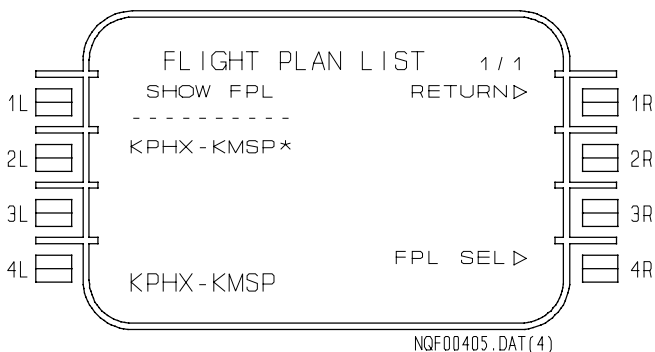 FLIGHT PLAN LIST 1/1
SHOW FPL RETURN▷
1L 1R
----------
KPHX-KMSP*
2L 2R
3L 3R
FPL SEL▷
4L 4R
KPHX-KMSP
NQF00405.DAT(4)